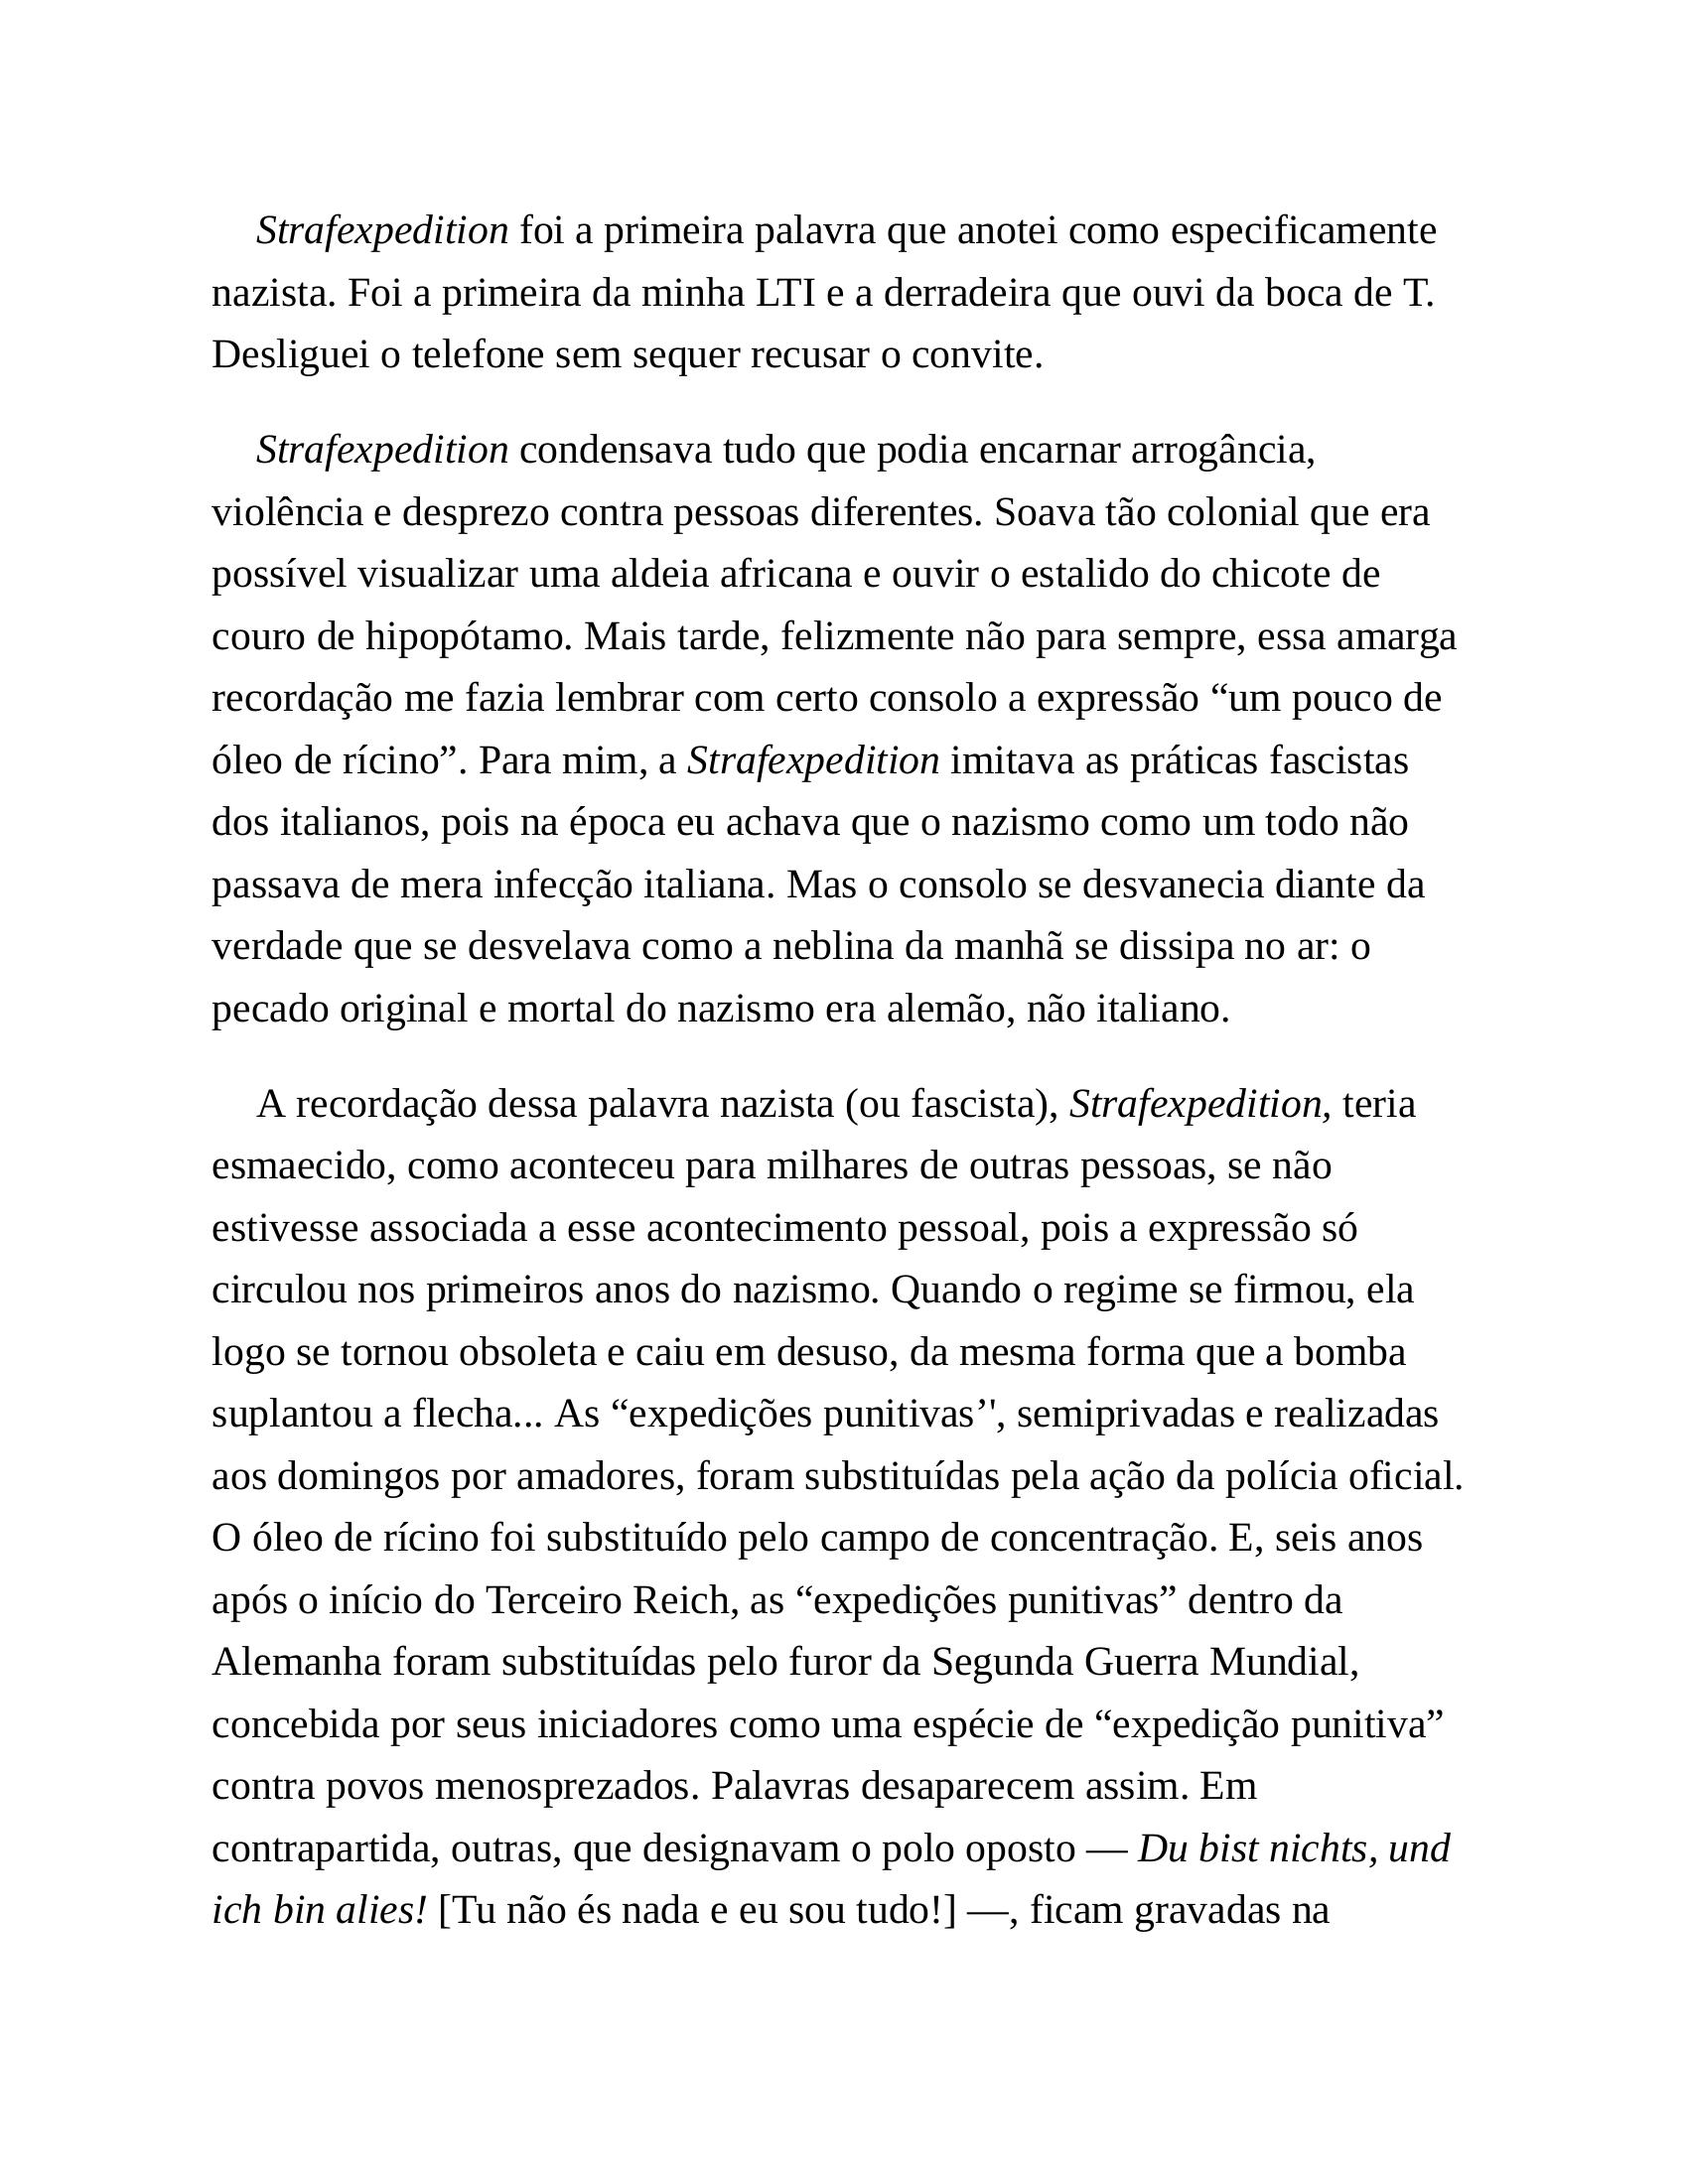 Strafexpedition foi a primeira palavra que anotei como especificamente
nazista. Foi a primeira da minha LTI e a derradeira que ouvi da boca de T.
Desliguei o telefone sem sequer recusar o convite.
Strafexpedition condensava tudo que podia encarnar arrogância,
violência e desprezo contra pessoas diferentes. Soava tão colonial que era
possível visualizar uma aldeia africana e ouvir o estalido do chicote de
couro de hipopótamo. Mais tarde, felizmente não para sempre, essa amarga
recordação me fazia lembrar com certo consolo a expressão “um pouco de
óleo de rícino”. Para mim, a Strafexpedition imitava as práticas fascistas
dos italianos, pois na época eu achava que o nazismo como um todo não
passava de mera infecção italiana. Mas o consolo se desvanecia diante da
verdade que se desvelava como a neblina da manhã se dissipa no ar: o
pecado original e mortal do nazismo era alemão, não italiano.
A recordação dessa palavra nazista (ou fascista), Strafexpedition, teria
esmaecido, como aconteceu para milhares de outras pessoas, se não
estivesse associada a esse acontecimento pessoal, pois a expressão só
circulou nos primeiros anos do nazismo. Quando o regime se firmou, ela
logo se tornou obsoleta e caiu em desuso, da mesma forma que a bomba
suplantou a flecha... As “expedições punitivas’', semiprivadas e realizadas
aos domingos por amadores, foram substituídas pela ação da polícia oficial.
O óleo de rícino foi substituído pelo campo de concentração. E, seis anos
após o início do Terceiro Reich, as “expedições punitivas” dentro da
Alemanha foram substituídas pelo furor da Segunda Guerra Mundial,
concebida por seus iniciadores como uma espécie de “expedição punitiva”
contra povos menosprezados. Palavras desaparecem assim. Em
contrapartida, outras, que designavam o polo oposto — Du bist nichts, und
ich bin alies! [Tu não és nada e eu sou tudo!] —, ficam gravadas na